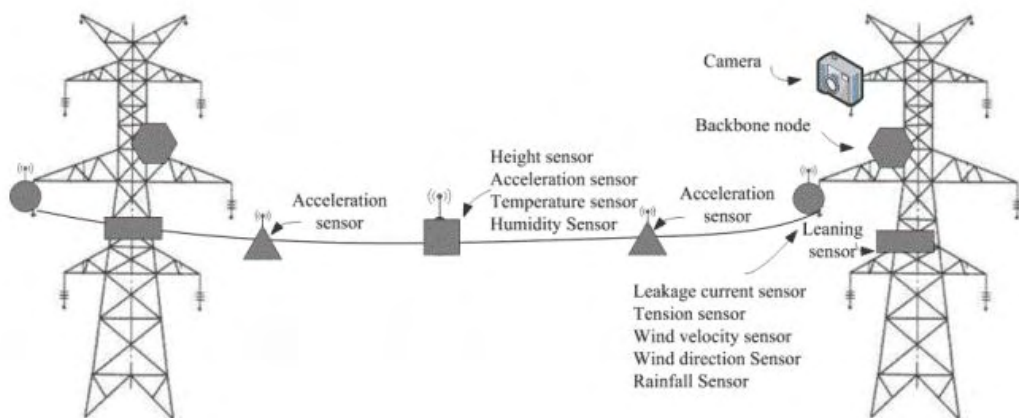 Camera
Backbone node
Height sensor
Acceleration sensor
Temperature sensor
Humidity Sensor
Acceleration
sensor
Acceleration
sensor
Leaning
sensor
Leakage current sensor
Tension sensor
Wind velocity sensor
Wind direction Sensor
Rainfall Sensor